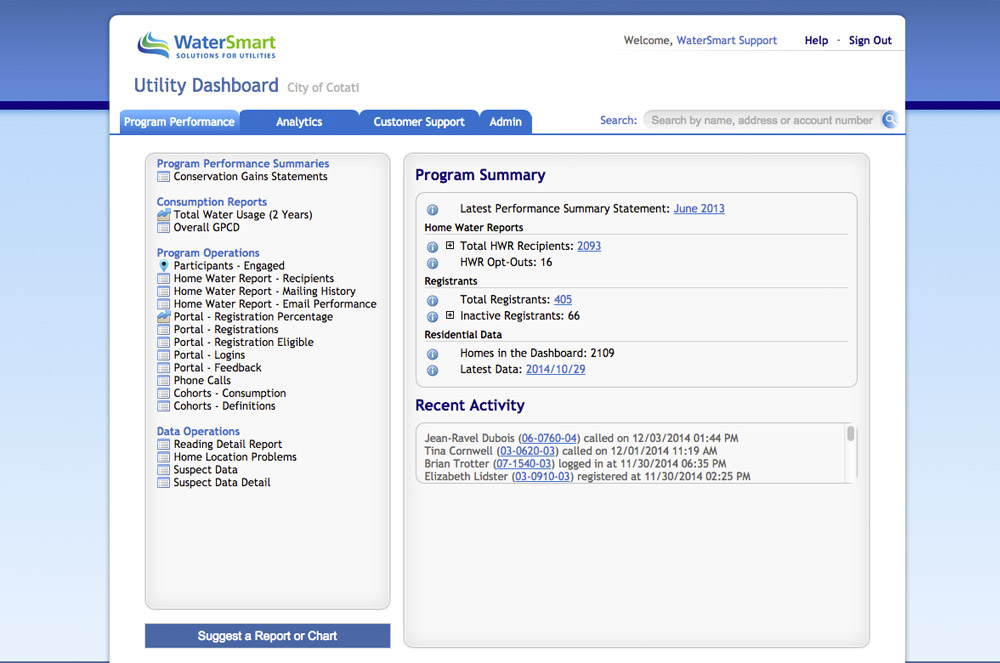 WaterSmart
SOLUTIONS FOR UTILITIES
Welcome, WaterSmart Support Help - Sign Out
Utility Dashboard City of Cotati
Program Performance Analytics Customer Support Admin Search: Search by name, address or account number
Program Performance Summaries
Conservation Gains Statements
Consumption Reports
Total Water Usage (2 Years)
Overall GPCD
Program Operations
Participants - Engaged
Home Water Report - Recipients
Home Water Report - Mailing History
Home Water Report - Email Performance
Portal - Registration Percentage
Portal - Registrations
Portal - Registration Eligible
Portal - Logins
Portal - Feedback
Phone Calls
Cohorts - Consumption
Cohorts - Definitions
Data Operations
Reading Detail Report
Home Location Problems
Suspect Data
Suspect Data Detail
Suggest a Report or Chart
Program Summary
Latest Performance Summary Statement: June 2013
Home Water Reports
Total HWR Recipients: 2093
HWR Opt-Outs: 16
Registrants
Total Registrants: 405
Inactive Registrants: 66
Residential Data
Homes in the Dashboard: 2109
Latest Data: 2014/10/29
Recent Activity
Jean-Ravel Dubois (06-0760-04) called on 12/03/2014 01:44 PM
Tina Cornwell (03-0620-03) called on 12/01/2014 11:19 AM
Brian Trotter (07-1540-03) logged in at 11/30/2014 06:35 PM
Elizabeth Lidster (03-0910-03) registered at 11/30/2014 02:25 PM